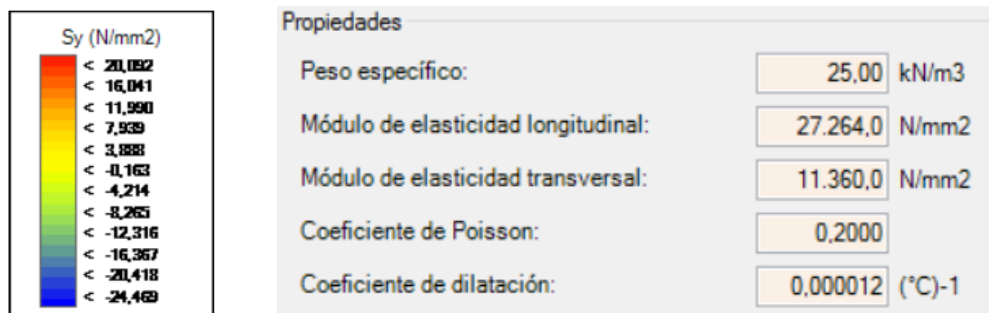 Sy (N/mm2)
< 20,092
< 16,041
< 11,990
< 7,939
< 3,888
< -0,163
< -4,214
< -8,265
< -12,316
< -16,367
< -20,418
< -24,469
Propiedades
Peso específico: 25,00 kN/m3
Módulo de elasticidad longitudinal: 27.264,0 N/mm2
Módulo de elasticidad transversal: 11.360,0 N/mm2
Coeficiente de Poisson: 0,2000
Coeficiente de dilatación: 0,000012 (°C)-1